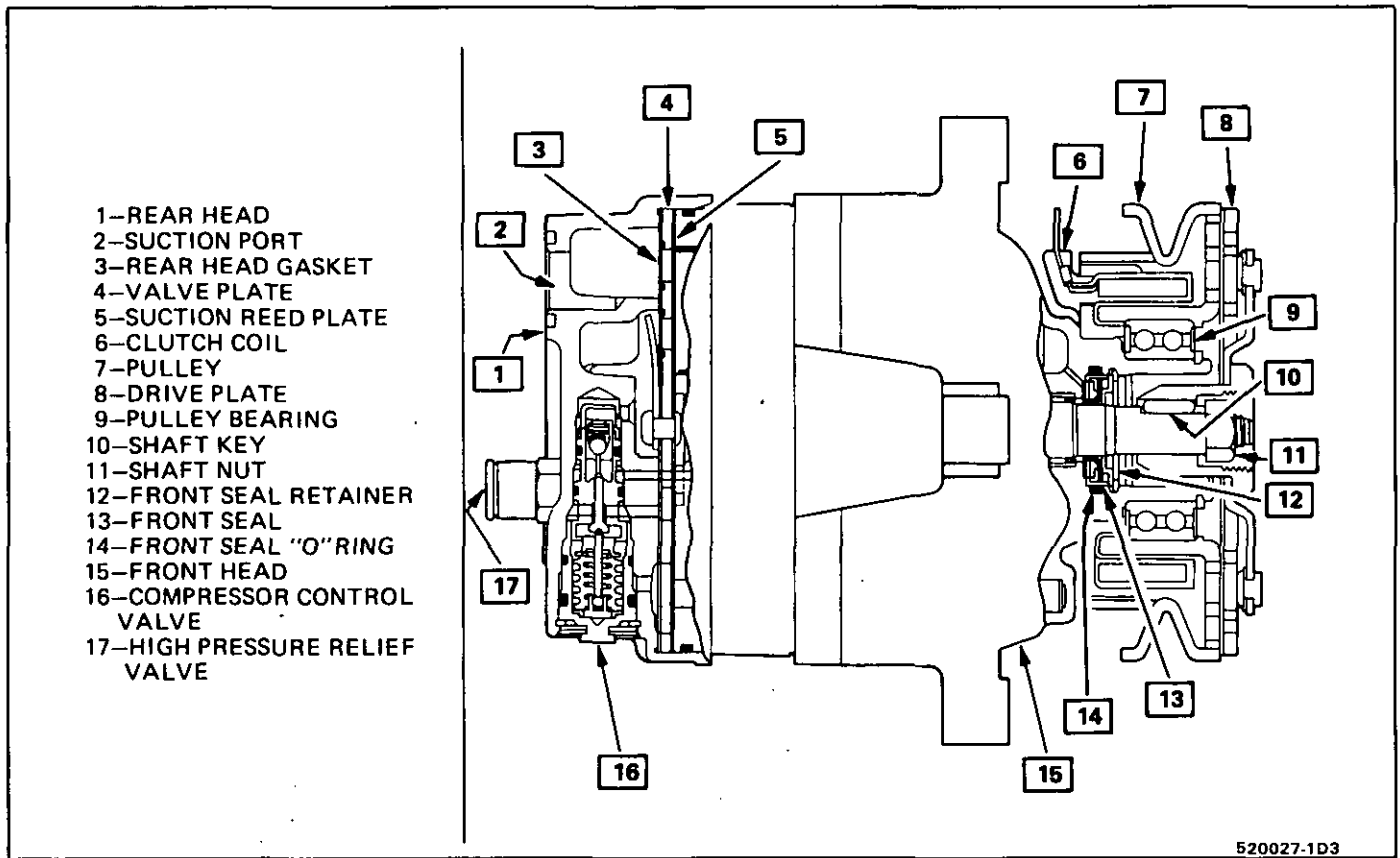 1–REAR HEAD
2–SUCTION PORT
3–REAR HEAD GASKET
4–VALVE PLATE
5–SUCTION REED PLATE
6–CLUTCH COIL
7–PULLEY
8–DRIVE PLATE
9–PULLEY BEARING
10–SHAFT KEY
11–SHAFT NUT
12–FRONT SEAL RETAINER
13–FRONT SEAL
14–FRONT SEAL "O" RING
15–FRONT HEAD
16–COMPRESSOR CONTROL
VALVE
17–HIGH PRESSURE RELIEF
VALVE
4
7
8
5
3
6
2
9
1
10
11
12
17
13
14
16
15
520027-1D3